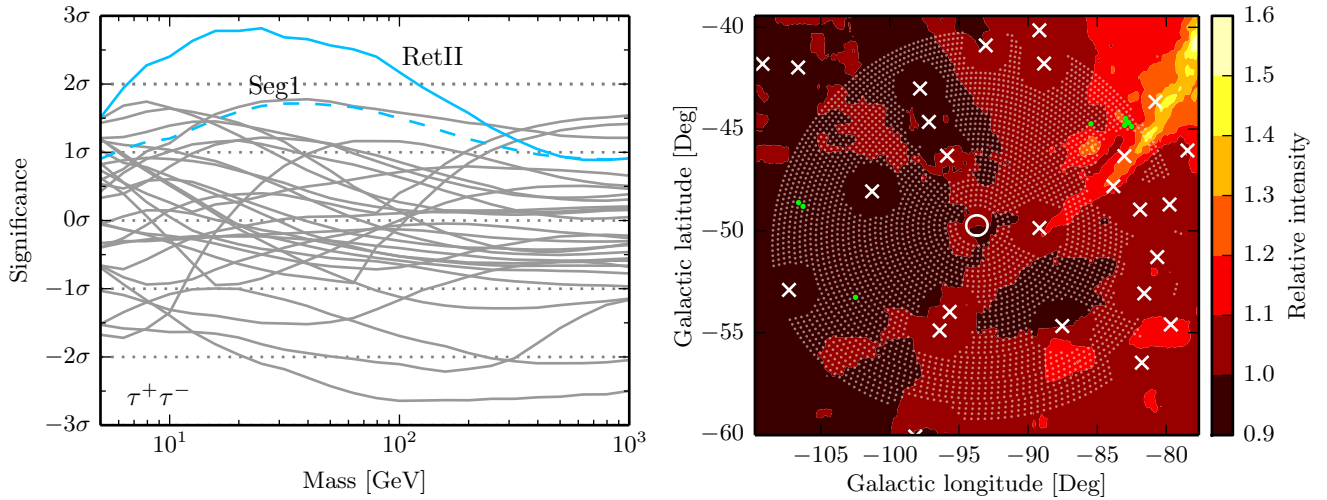 3σ
2σ
1σ
0σ
−1σ
−2σ
−3σ
Significance
RetII
Seg1
τ⁺τ⁻
10¹
10²
10³
Mass [GeV]
−40
−45
−50
−55
−60
Galactic latitude [Deg]
−105
−100
−95
−90
−85
−80
Galactic longitude [Deg]
1.6
1.5
1.4
1.3
1.2
1.1
1.0
0.9
Relative intensity